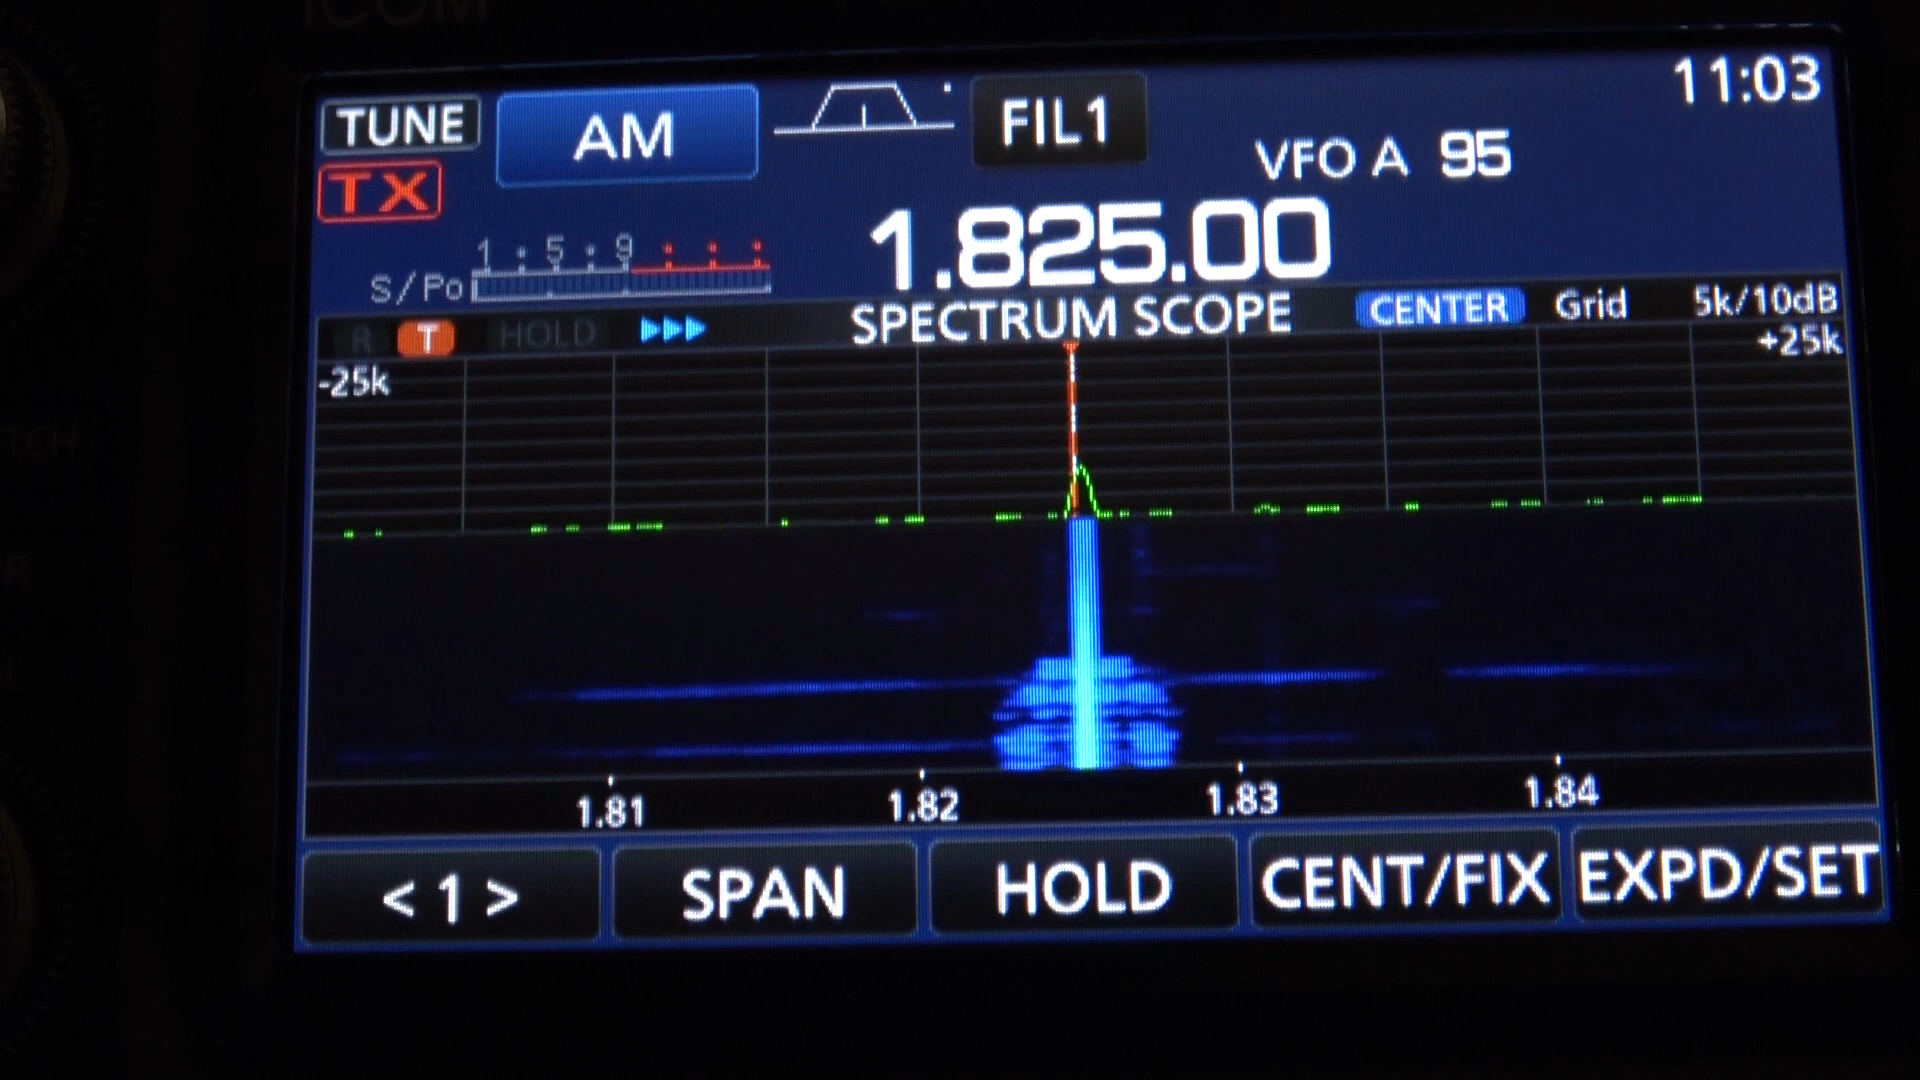 ICOM
11:03
TUNE AM FIL1
VFO A 95
TX
1.825.00
1 5 9
S/Po
R T HOLD SPECTRUM SCOPE CENTER Grid 5k/10dB
-25k +25k
1.81 1.82 1.83 1.84
<1> SPAN HOLD CENT/FIX EXPD/SET